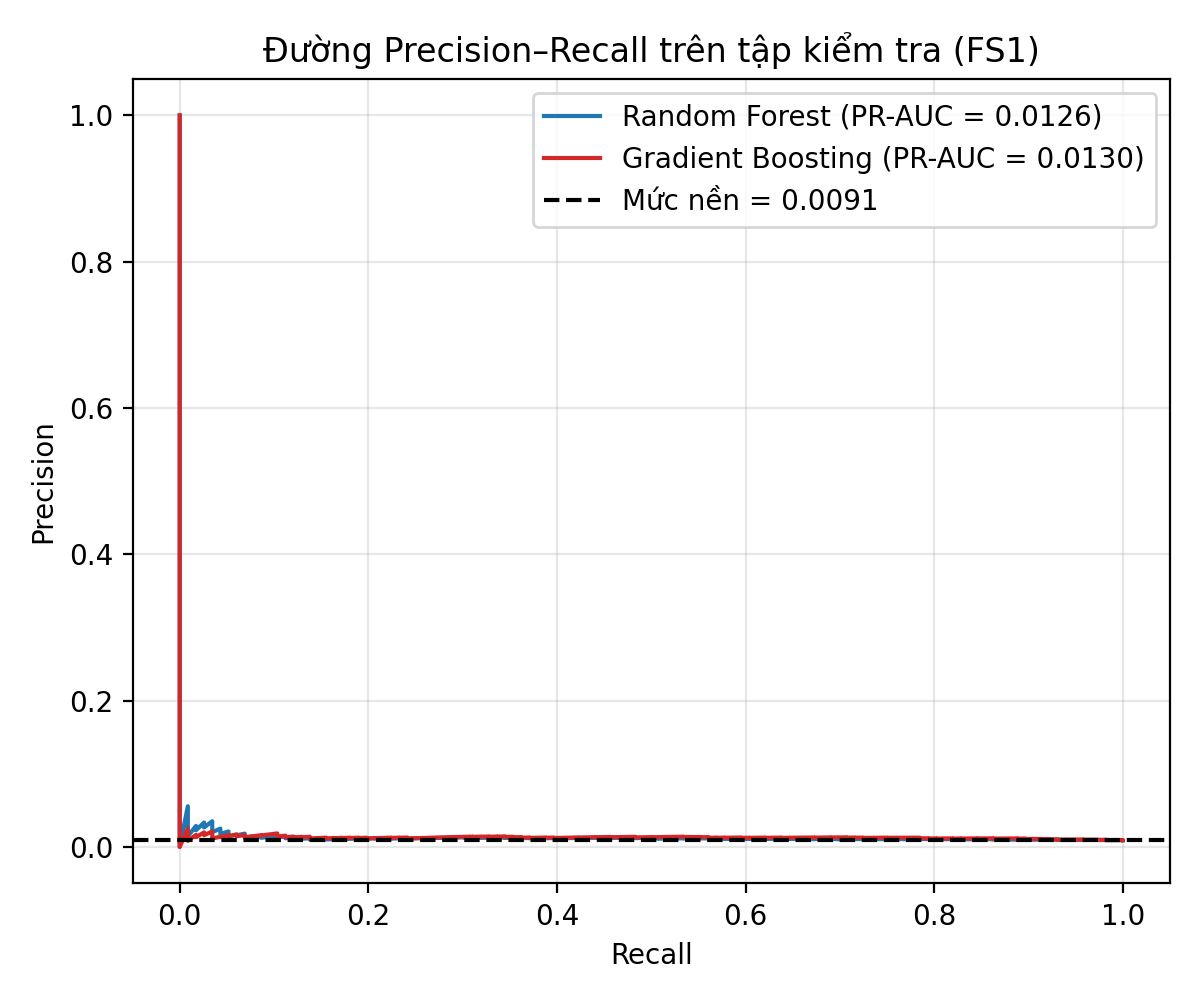 Đường Precision–Recall trên tập kiểm tra (FS1)
Random Forest (PR-AUC = 0.0126)
Gradient Boosting (PR-AUC = 0.0130)
Mức nền = 0.0091
1.0
0.8
0.6
0.4
0.2
0.0
Precision
0.0 0.2 0.4 0.6 0.8 1.0
Recall